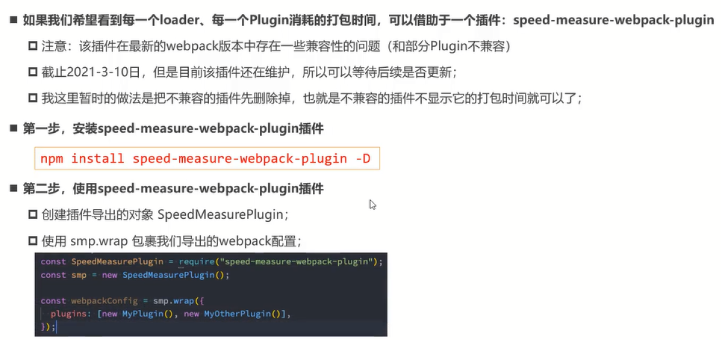 ■ 如果我们希望看到每一个loader、每一个Plugin消耗的打包时间，可以借助于一个插件：speed-measure-webpack-plugin
注意：该插件在最新的webpack版本中存在一些兼容性的问题（和部分Plugin不兼容）
截止2021-3-10日，但是目前该插件还在维护，所以可以等待后续是否更新；
我这里暂时的做法是把不兼容的插件先删除掉，也就是不兼容的插件不显示它的打包时间就可以了；
■ 第一步，安装speed-measure-webpack-plugin插件
npm install speed-measure-webpack-plugin -D
■ 第二步，使用speed-measure-webpack-plugin插件
创建插件导出的对象 SpeedMeasurePlugin；
使用 smp.wrap 包裹我们导出的webpack配置；
const SpeedMeasurePlugin = require("speed-measure-webpack-plugin");
const smp = new SpeedMeasurePlugin();
const webpackConfig = smp.wrap({
plugins: [new MyPlugin(), new MyOtherPlugin()],
});